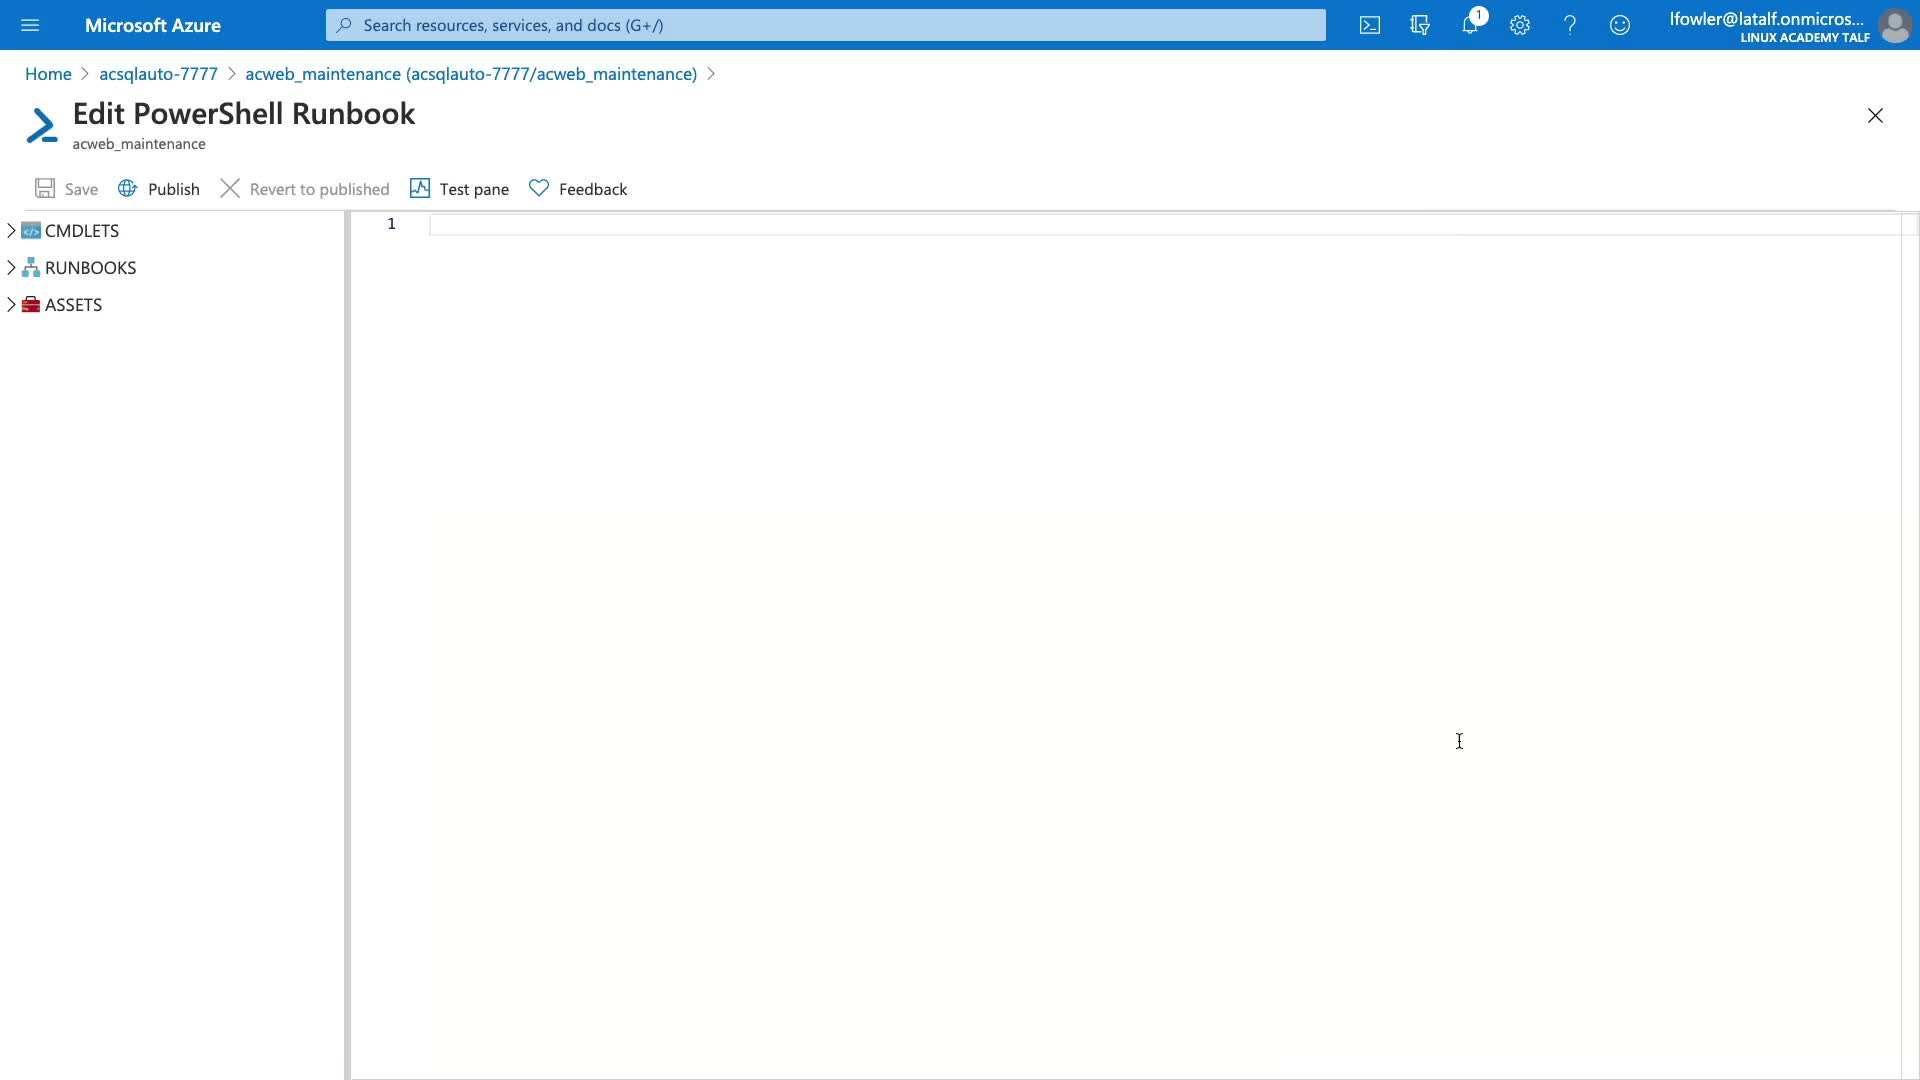 Microsoft Azure
Search resources, services, and docs (G+/)
1
lfowler@latalf.onmicros...
LINUX ACADEMY TALF
Home > acsqlauto-7777 > acweb_maintenance (acsqlauto-7777/acweb_maintenance) >
Edit PowerShell Runbook
acweb_maintenance
Save Publish Revert to published Test pane Feedback
CMDLETS
RUNBOOKS
ASSETS
1